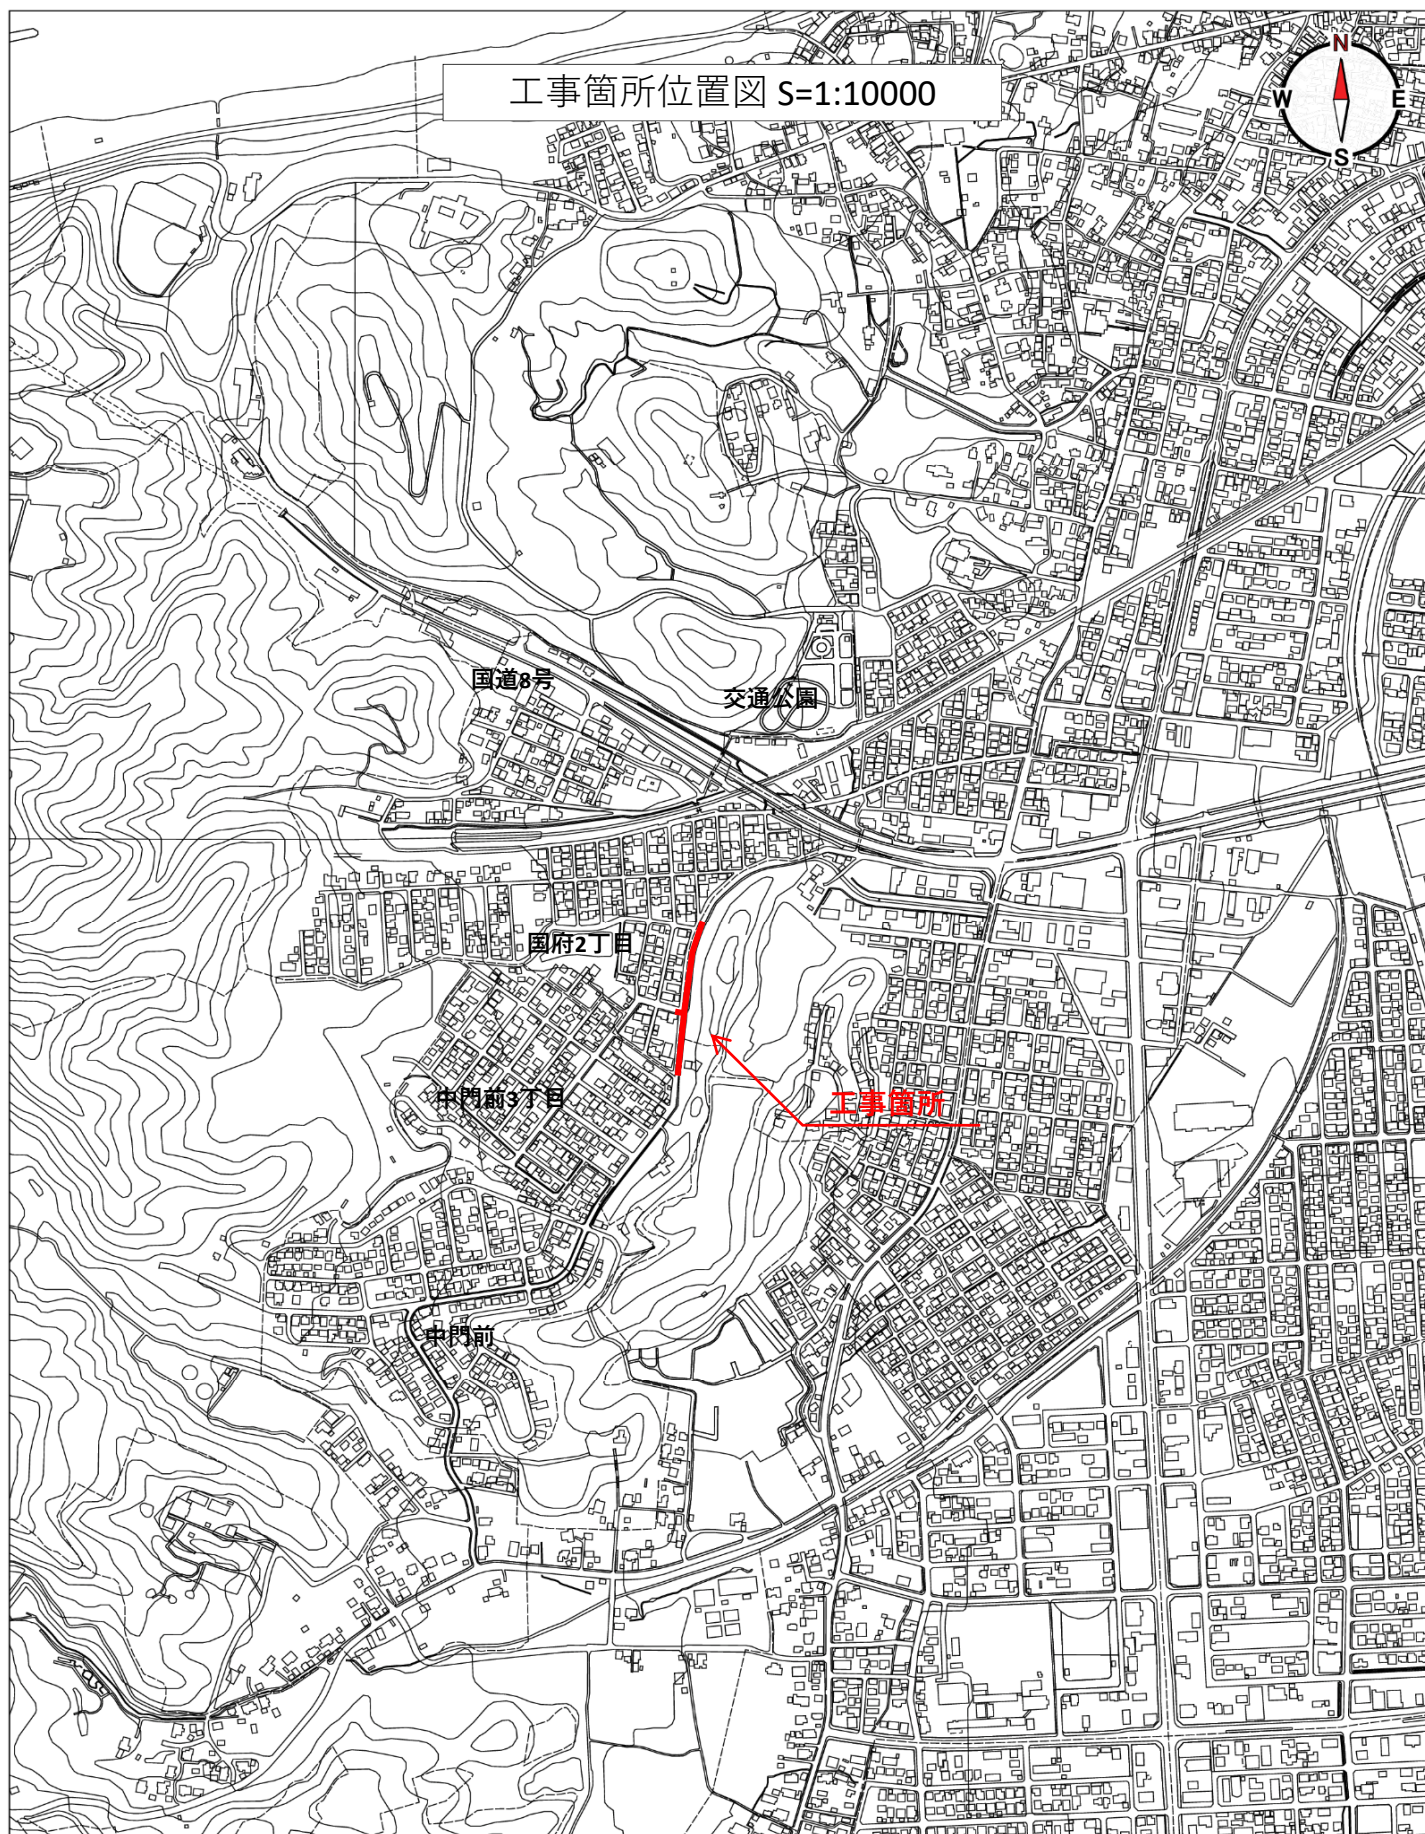 工事箇所位置図 S=1:10000
N
W
E
S
国道8号
交通公園
国府2丁目
中門前3丁目
工事箇所
中門前